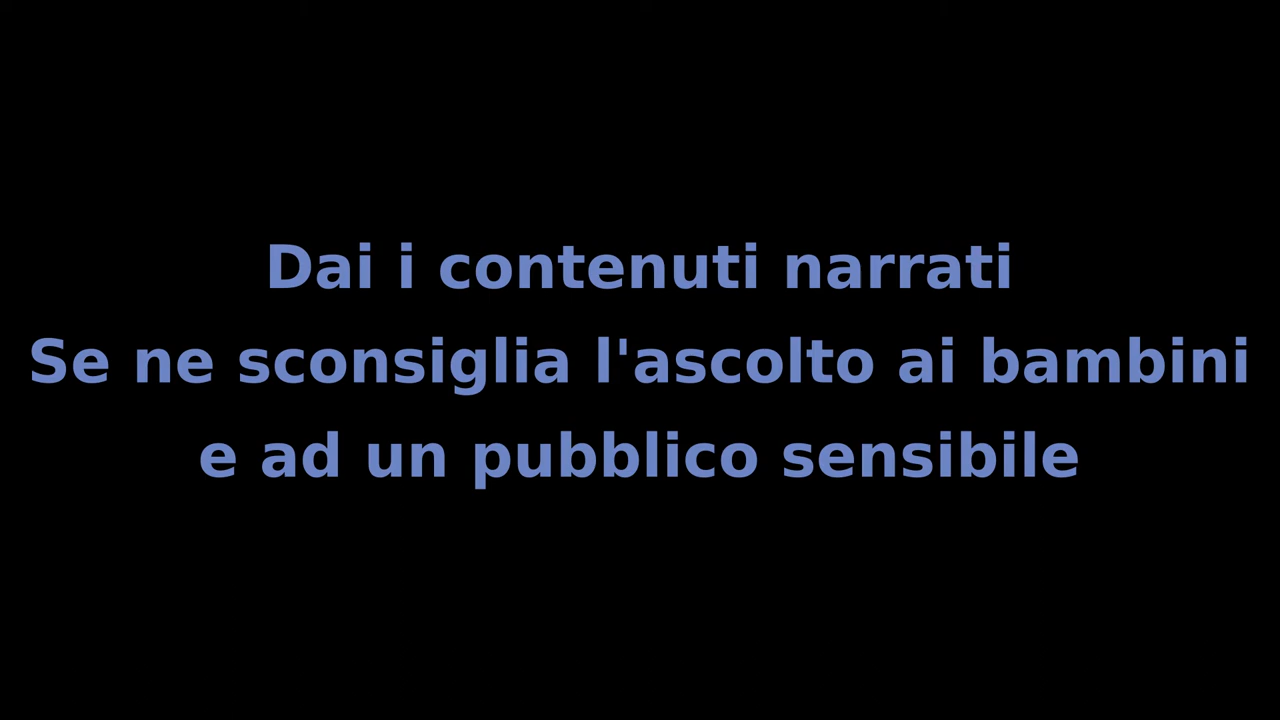 Dai i contenuti narrati
Se ne sconsiglia l'ascolto ai bambini
e ad un pubblico sensibile